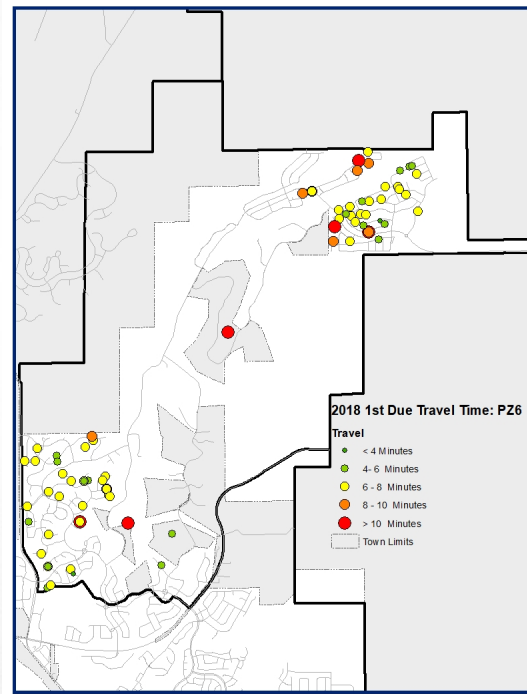 2018 1st Due Travel Time: PZ6
Travel
< 4 Minutes
4- 6 Minutes
6 - 8 Minutes
8 - 10 Minutes
> 10 Minutes
Town Limits